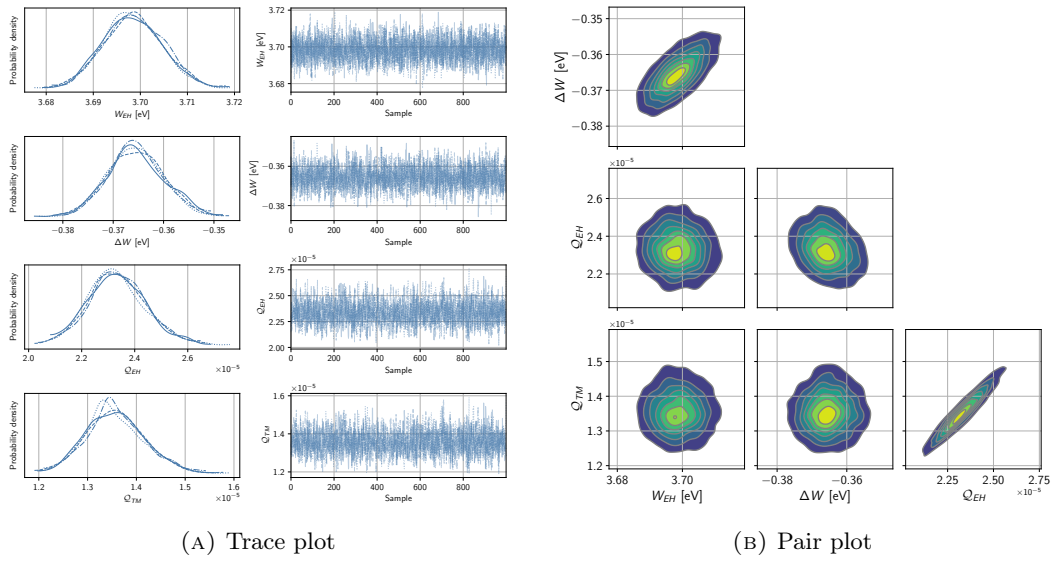 Probability density
3.68 3.69 3.70 3.71 3.72
W_EH [eV]
W_EH [eV]
3.70
3.68
0 200 400 600 800
Sample
Probability density
−0.38 −0.37 −0.36 −0.35
ΔW [eV]
ΔW [eV]
−0.36
−0.38
0 200 400 600 800
Sample
Probability density
2.0 2.2 2.4 2.6
×10⁻⁵
Q_EH
×10⁻⁵
Q_EH
2.75
2.50
2.25
2.00
0 200 400 600 800
Sample
Probability density
1.2 1.3 1.4 1.5 1.6
×10⁻⁵
Q_TM
×10⁻⁵
Q_TM
1.6
1.4
1.2
0 200 400 600 800
Sample
(A) Trace plot
ΔW [eV]
−0.35
−0.36
−0.37
−0.38
×10⁻⁵
Q_EH
2.6
2.4
2.2
×10⁻⁵
Q_TM
1.5
1.4
1.3
1.2
3.68 3.70
W_EH [eV]
−0.38 −0.36
ΔW [eV]
2.25 2.50 2.75
×10⁻⁵
Q_EH
(B) Pair plot